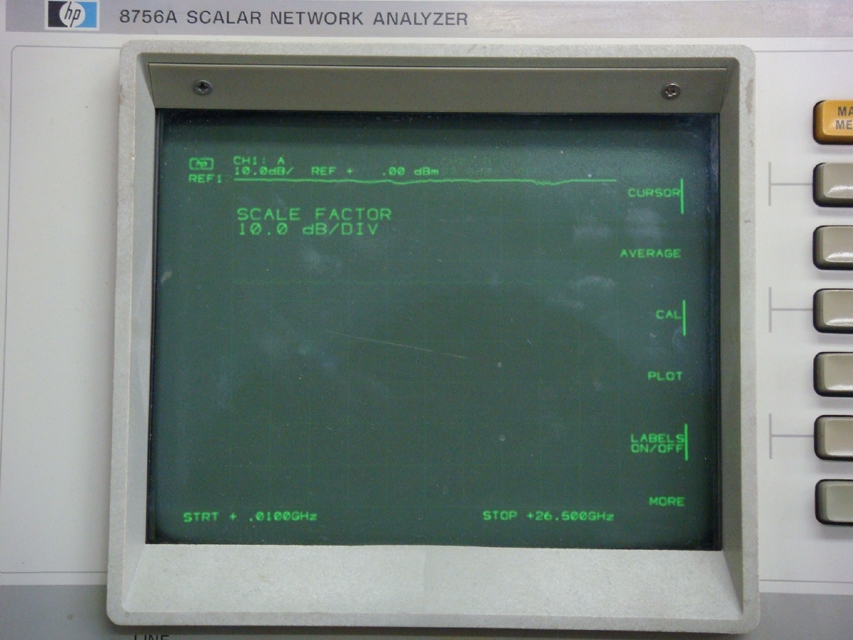 hp 8756A SCALAR NETWORK ANALYZER
hp CH1: A
REF1 10.0dB/ REF + .00 dBm
SCALE FACTOR
10.0 dB/DIV
CURSOR
AVERAGE
CAL
PLOT
LABELS
ON/OFF
MORE
STRT + .0100GHz STOP +26.500GHz
LINE